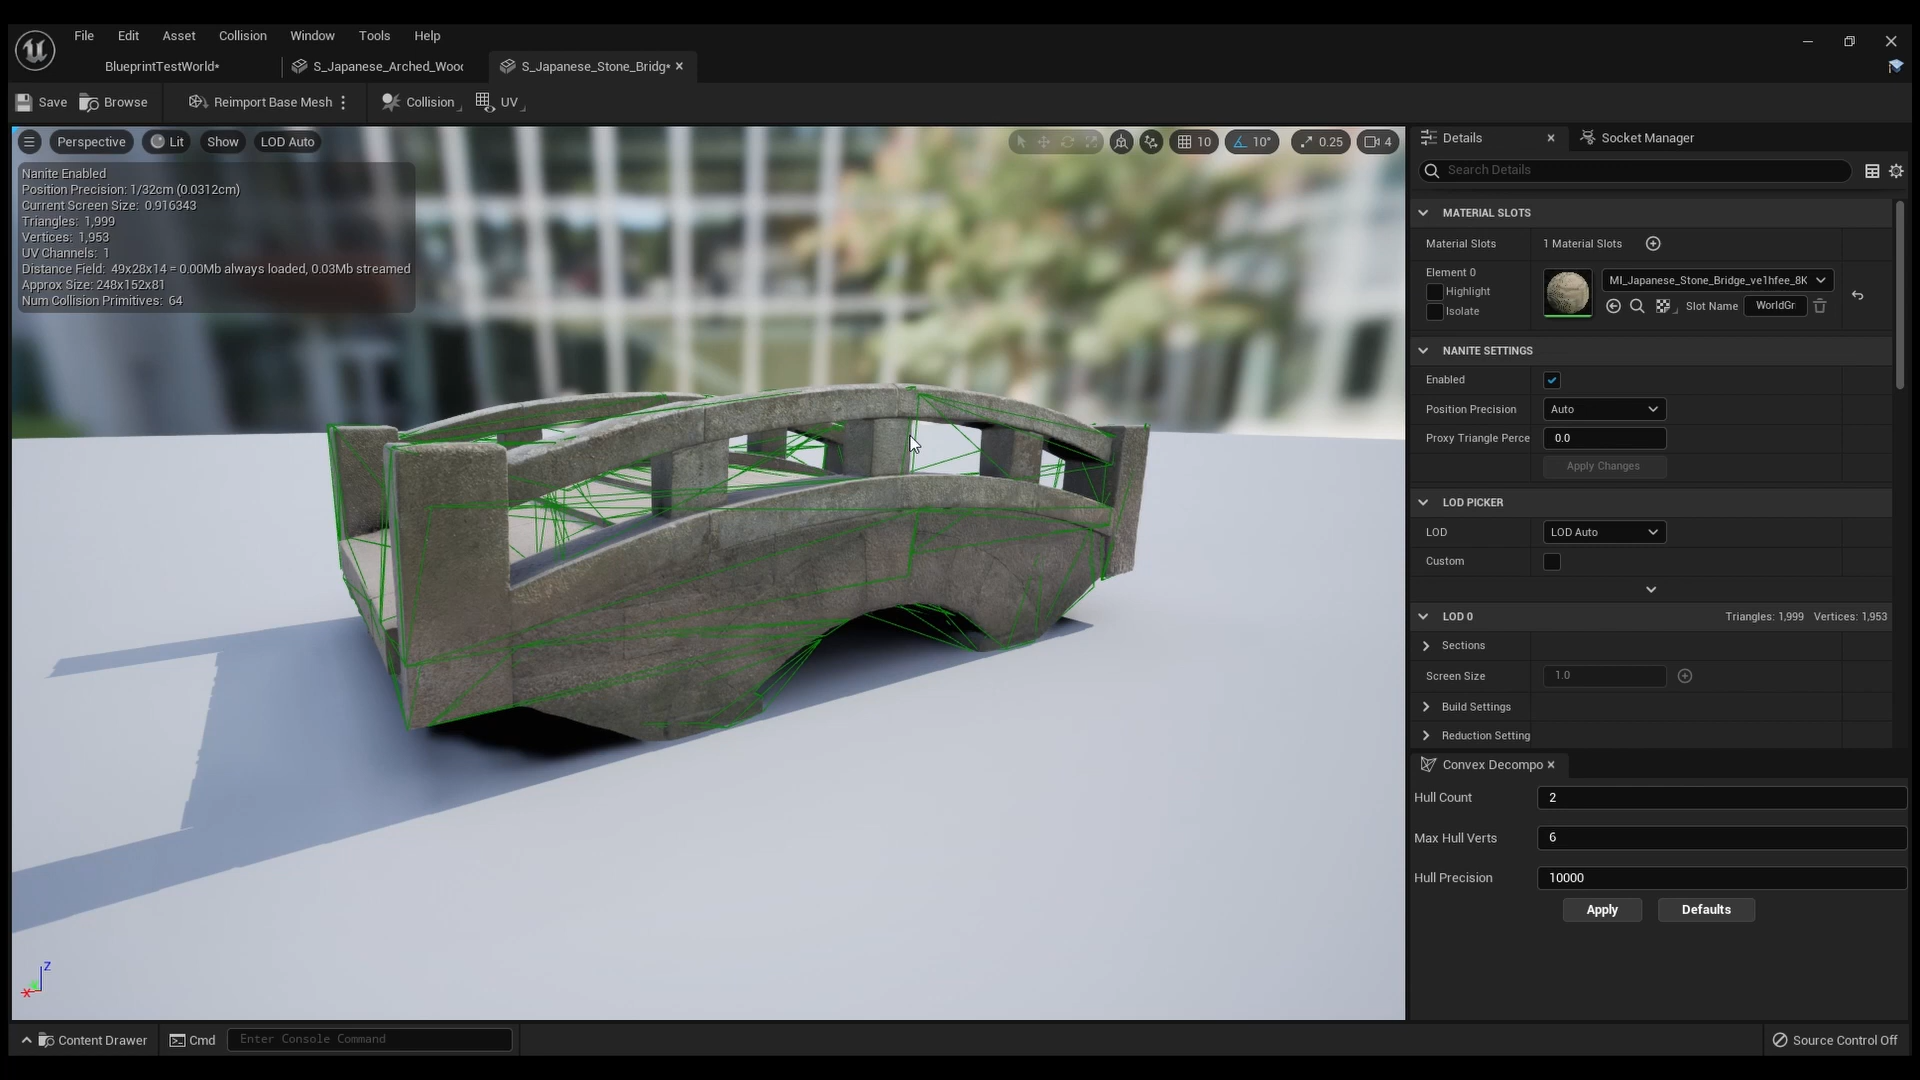 File Edit Asset Collision Window Tools Help
BlueprintTestWorld*
S_Japanese_Arched_Wood
S_Japanese_Stone_Bridg*
Save Browse Reimport Base Mesh Collision UV
Perspective Lit Show LOD Auto
10 10° 0.25 4
Nanite Enabled
Position Precision: 1/32cm (0.0312cm)
Current Screen Size: 0.916343
Triangles: 1,999
Vertices: 1,953
UV Channels: 1
Distance Field: 49x28x14 = 0.00Mb always loaded, 0.03Mb streamed
Approx Size: 248x152x81
Num Collision Primitives: 64
Z
X
Details Socket Manager
Search Details
MATERIAL SLOTS
Material Slots 1 Material Slots
Element 0
Highlight
Isolate
MI_Japanese_Stone_Bridge_ve1hfee_8K
Slot Name WorldGr
NANITE SETTINGS
Enabled
Position Precision Auto
Proxy Triangle Perce 0.0
Apply Changes
LOD PICKER
LOD LOD Auto
Custom
LOD 0 Triangles: 1,999 Vertices: 1,953
Sections
Screen Size 1.0
Build Settings
Reduction Setting
Convex Decompo
Hull Count 2
Max Hull Verts 6
Hull Precision 10000
Apply Defaults
Content Drawer Cmd Enter Console Command Source Control Off